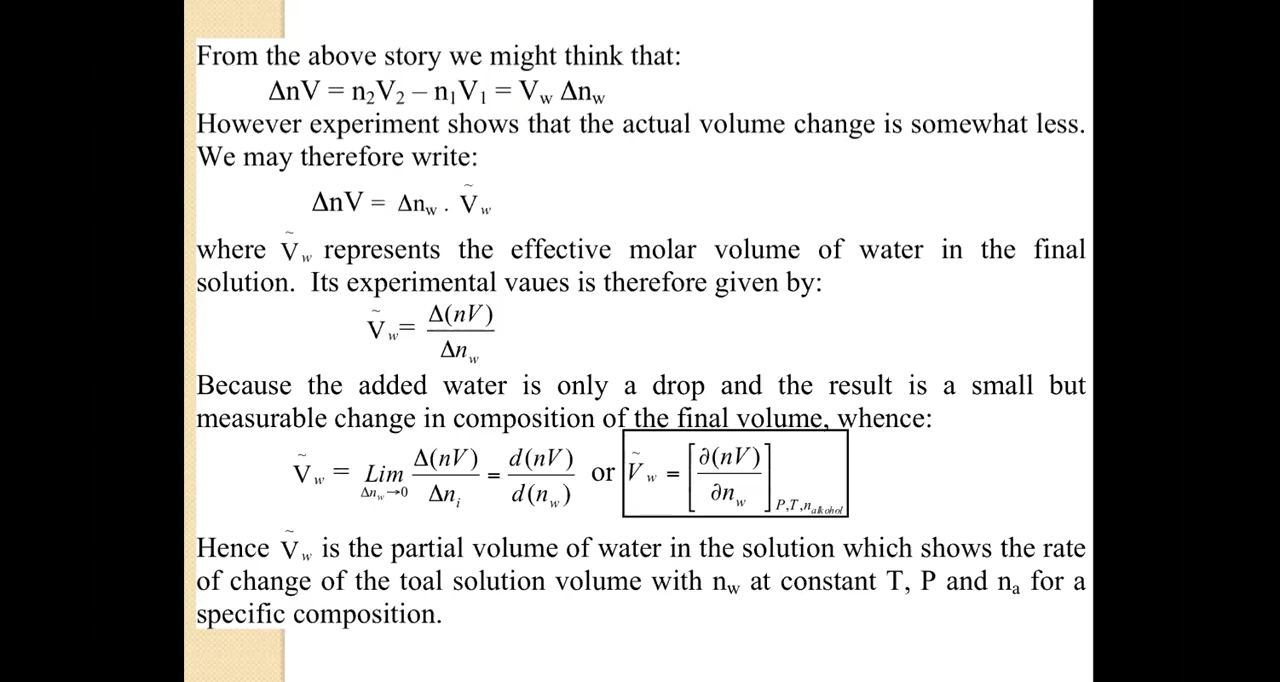 From the above story we might think that:
ΔnV = n₂V₂ – n₁V₁ = V_w Δn_w
However experiment shows that the actual volume change is somewhat less.
We may therefore write:
ΔnV = Δn_w . Ṽ_w
where Ṽ_w represents the effective molar volume of water in the final
solution. Its experimental vaues is therefore given by:
Ṽ_w = Δ(nV) / Δn_w
Because the added water is only a drop and the result is a small but
measurable change in composition of the final volume, whence:
Ṽ_w = Lim_{Δn_w→0} Δ(nV) / Δn_i = d(nV) / d(n_w) or Ṽ_w = [∂(nV) / ∂n_w]_{P,T,n_alkohol}
Hence Ṽ_w is the partial volume of water in the solution which shows the rate
of change of the toal solution volume with n_w at constant T, P and n_a for a
specific composition.